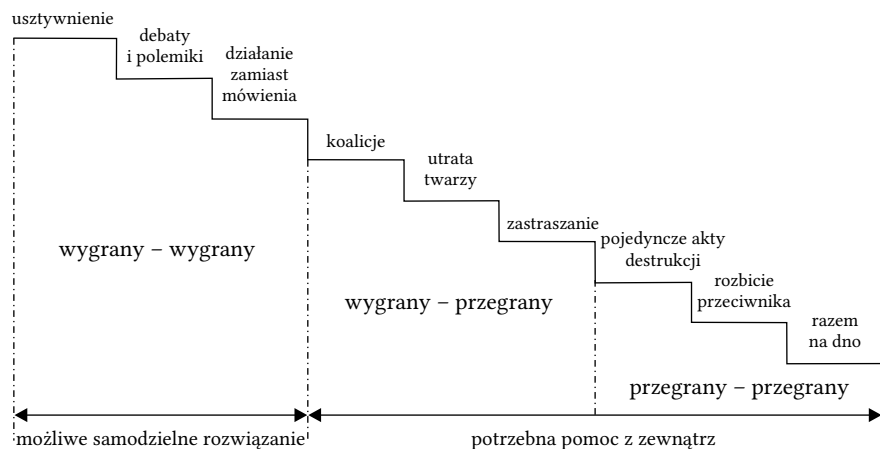 usztywnienie
debaty
i polemiki
działanie
zamiast
mówienia
koalicje
utrata
twarzy
zastraszanie
pojedyncze akty
destrukcji
rozbicie
przeciwnika
razem
na dno
wygrany – wygrany
wygrany – przegrany
przegrany – przegrany
możliwe samodzielne rozwiązanie
potrzebna pomoc z zewnątrz